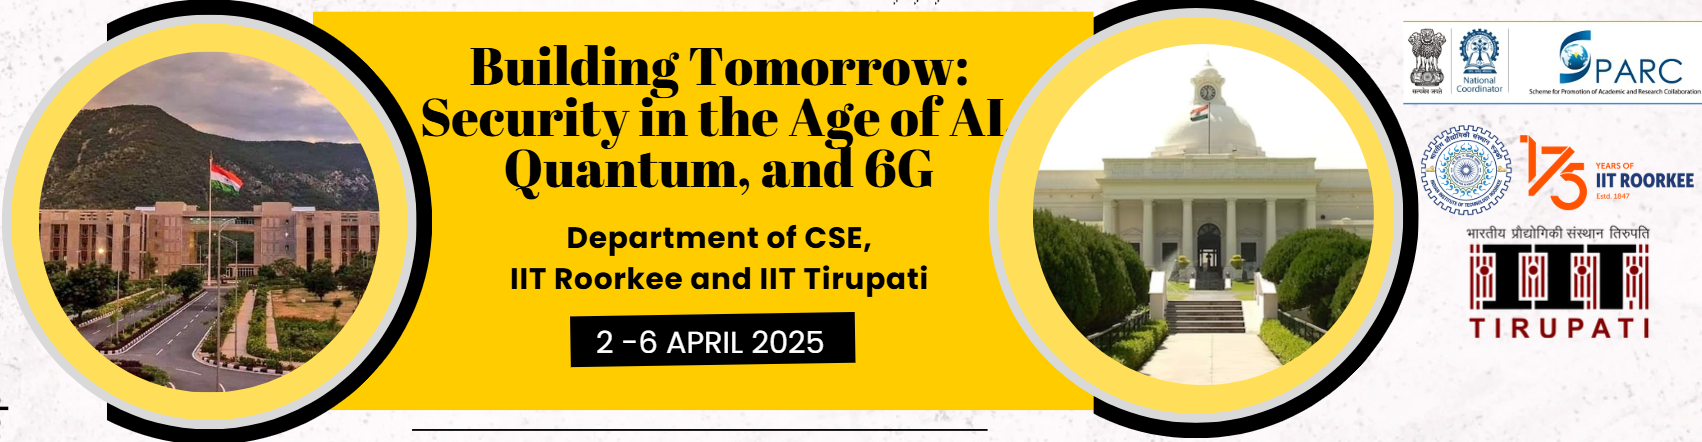 Building Tomorrow:
Security in the Age of AI
Quantum, and 6G
Department of CSE,
IIT Roorkee and IIT Tirupati
2 -6 APRIL 2025
सत्यमेव जयते
National
Coordinator
SPARC
Scheme for Promotion of Academic and Research Collaboration
175
YEARS OF
IIT ROORKEE
Estd. 1847
भारतीय प्रौद्योगिकी संस्थान तिरुपति
IIT
TIRUPATI